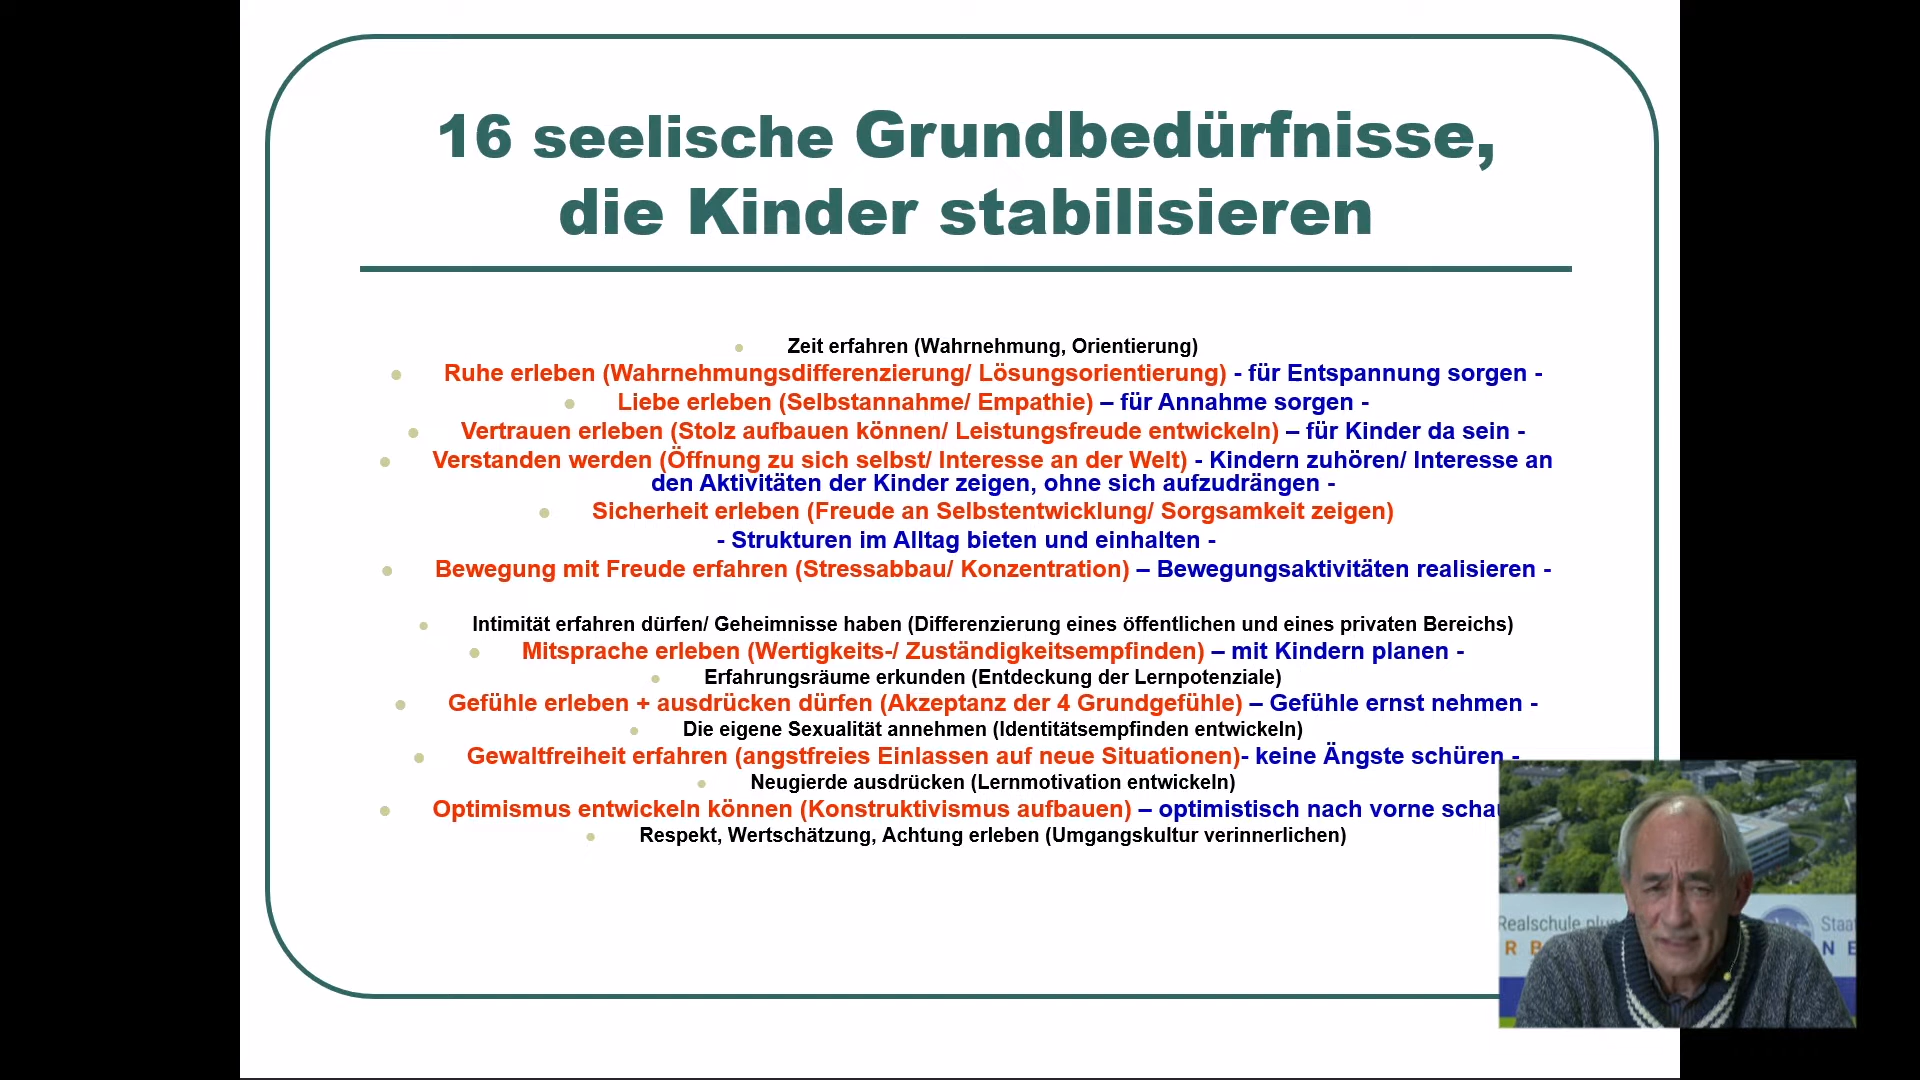 16 seelische Grundbedürfnisse,
die Kinder stabilisieren
Zeit erfahren (Wahrnehmung, Orientierung)
Ruhe erleben (Wahrnehmungsdifferenzierung/ Lösungsorientierung) - für Entspannung sorgen -
Liebe erleben (Selbstannahme/ Empathie) – für Annahme sorgen -
Vertrauen erleben (Stolz aufbauen können/ Leistungsfreude entwickeln) – für Kinder da sein -
Verstanden werden (Öffnung zu sich selbst/ Interesse an der Welt) - Kindern zuhören/ Interesse an
den Aktivitäten der Kinder zeigen, ohne sich aufzudrängen -
Sicherheit erleben (Freude an Selbstentwicklung/ Sorgsamkeit zeigen)
- Strukturen im Alltag bieten und einhalten -
Bewegung mit Freude erfahren (Stressabbau/ Konzentration) – Bewegungsaktivitäten realisieren -
Intimität erfahren dürfen/ Geheimnisse haben (Differenzierung eines öffentlichen und eines privaten Bereichs)
Mitsprache erleben (Wertigkeits-/ Zuständigkeitsempfinden) – mit Kindern planen -
Erfahrungsräume erkunden (Entdeckung der Lernpotenziale)
Gefühle erleben + ausdrücken dürfen (Akzeptanz der 4 Grundgefühle) – Gefühle ernst nehmen -
Die eigene Sexualität annehmen (Identitätsempfinden entwickeln)
Gewaltfreiheit erfahren (angstfreies Einlassen auf neue Situationen)- keine Ängste schüren -
Neugierde ausdrücken (Lernmotivation entwickeln)
Optimismus entwickeln können (Konstruktivismus aufbauen) – optimistisch nach vorne schau
Respekt, Wertschätzung, Achtung erleben (Umgangskultur verinnerlichen)
Realschule plus
Staa
R B
N E